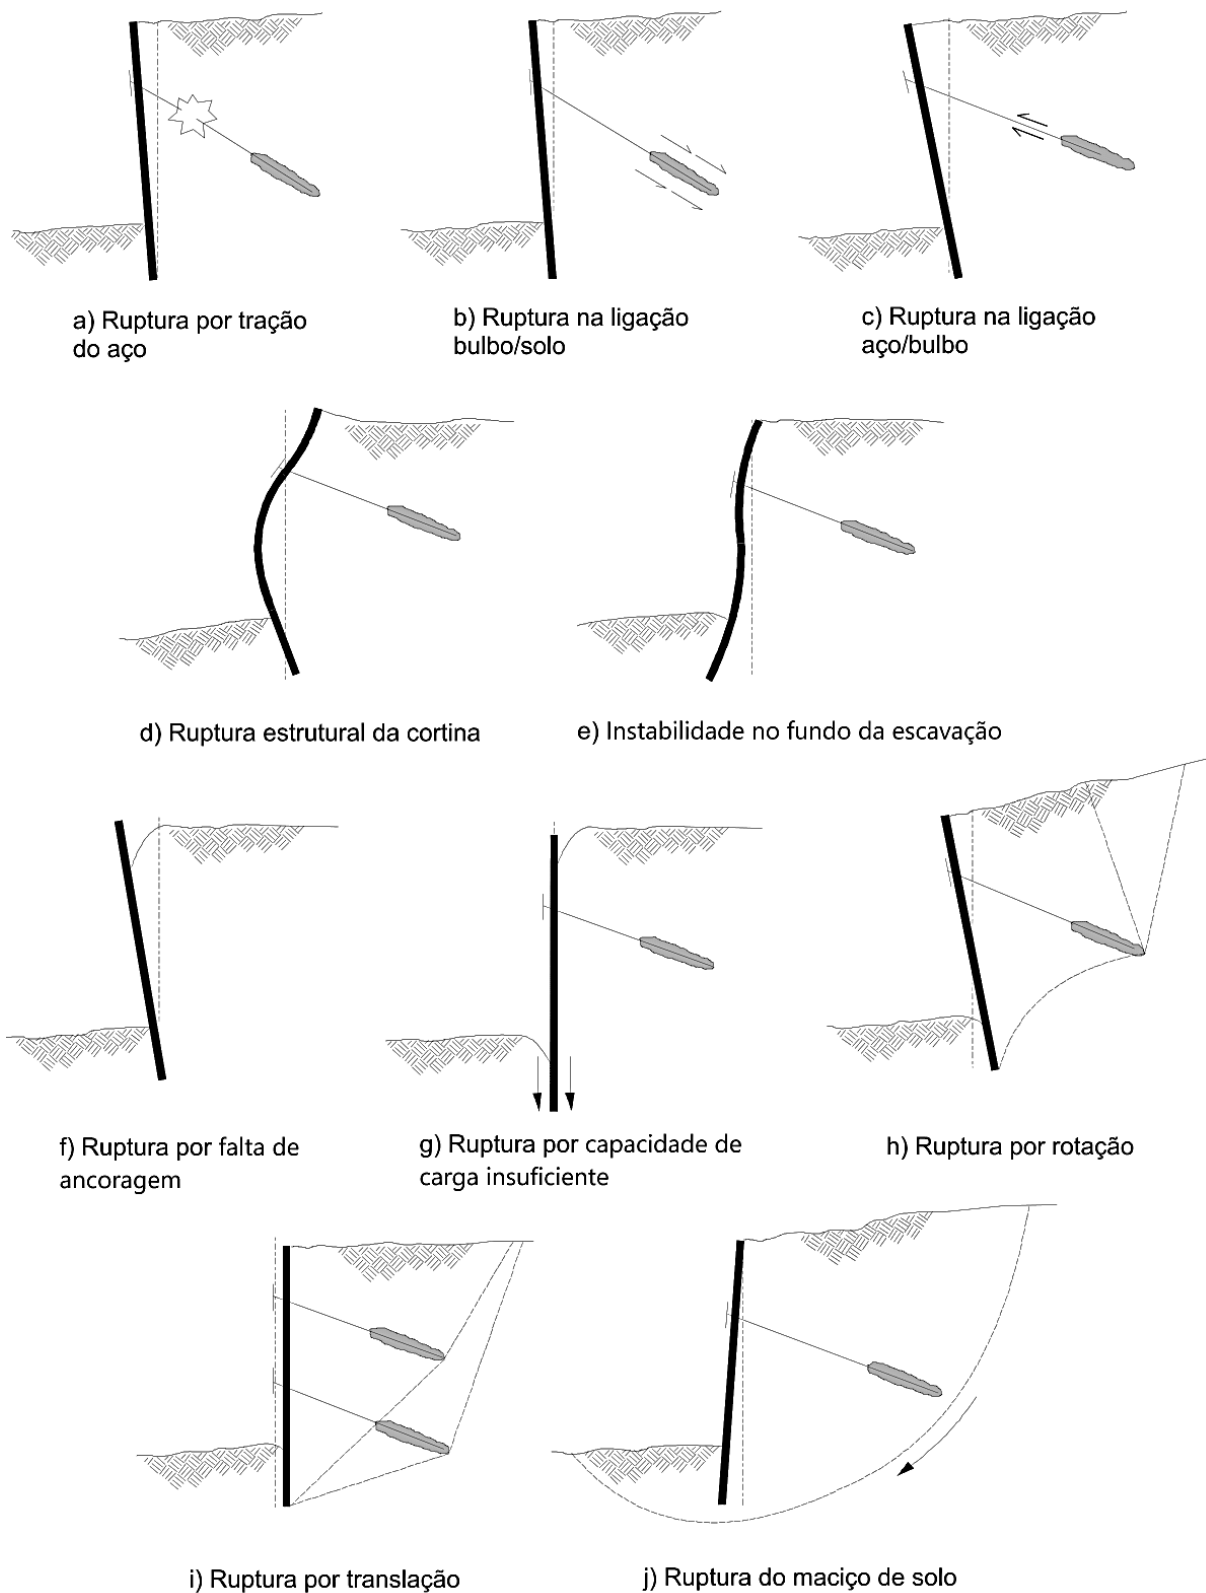 a) Ruptura por tração
do aço
b) Ruptura na ligação
bulbo/solo
c) Ruptura na ligação
aço/bulbo
d) Ruptura estrutural da cortina
e) Instabilidade no fundo da escavação
f) Ruptura por falta de
ancoragem
g) Ruptura por capacidade de
carga insuficiente
h) Ruptura por rotação
i) Ruptura por translação
j) Ruptura do maciço de solo